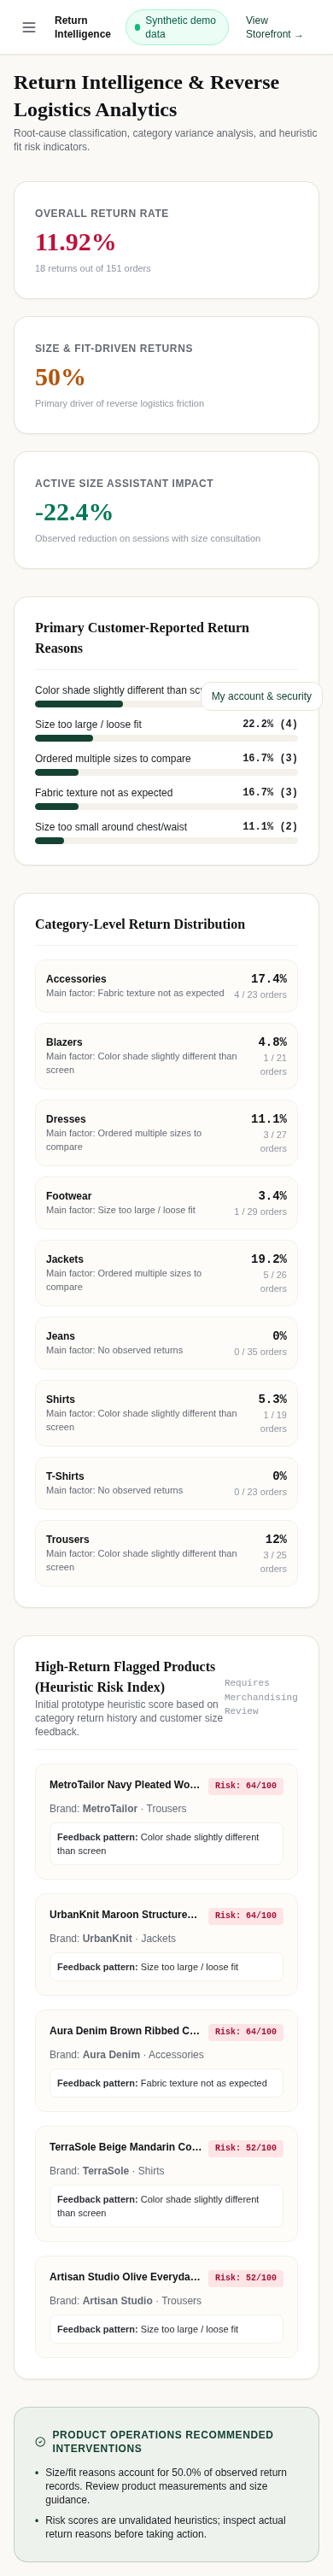 Return
Intelligence
Synthetic demo
data
View
Storefront →
Return Intelligence & Reverse
Logistics Analytics
Root-cause classification, category variance analysis, and heuristic
fit risk indicators.
OVERALL RETURN RATE
11.92%
18 returns out of 151 orders
SIZE & FIT-DRIVEN RETURNS
50%
Primary driver of reverse logistics friction
ACTIVE SIZE ASSISTANT IMPACT
-22.4%
Observed reduction on sessions with size consultation
Primary Customer-Reported Return
Reasons
Color shade slightly different than
My account & security
Size too large / loose fit 22.2% (4)
Ordered multiple sizes to compare 16.7% (3)
Fabric texture not as expected 16.7% (3)
Size too small around chest/waist 11.1% (2)
Category-Level Return Distribution
Accessories 17.4%
Main factor: Fabric texture not as expected 4 / 23 orders
Blazers 4.8%
Main factor: Color shade slightly different than 1 / 21
screen orders
Dresses 11.1%
Main factor: Ordered multiple sizes to 3 / 27
compare orders
Footwear 3.4%
Main factor: Size too large / loose fit 1 / 29 orders
Jackets 19.2%
Main factor: Ordered multiple sizes to 5 / 26
compare orders
Jeans 0%
Main factor: No observed returns 0 / 35 orders
Shirts 5.3%
Main factor: Color shade slightly different than 1 / 19
screen orders
T-Shirts 0%
Main factor: No observed returns 0 / 23 orders
Trousers 12%
Main factor: Color shade slightly different than 3 / 25
screen orders
High-Return Flagged Products
(Heuristic Risk Index)
Initial prototype heuristic score based on
category return history and customer size
feedback.
Requires
Merchandising
Review
MetroTailor Navy Pleated Wo... Risk: 64/100
Brand: MetroTailor · Trousers
Feedback pattern: Color shade slightly different
than screen
UrbanKnit Maroon Structure... Risk: 64/100
Brand: UrbanKnit · Jackets
Feedback pattern: Size too large / loose fit
Aura Denim Brown Ribbed C... Risk: 64/100
Brand: Aura Denim · Accessories
Feedback pattern: Fabric texture not as expected
TerraSole Beige Mandarin Co... Risk: 52/100
Brand: TerraSole · Shirts
Feedback pattern: Color shade slightly different
than screen
Artisan Studio Olive Everyda... Risk: 52/100
Brand: Artisan Studio · Trousers
Feedback pattern: Size too large / loose fit
PRODUCT OPERATIONS RECOMMENDED
INTERVENTIONS
• Size/fit reasons account for 50.0% of observed return
records. Review product measurements and size
guidance.
• Risk scores are unvalidated heuristics; inspect actual
return reasons before taking action.